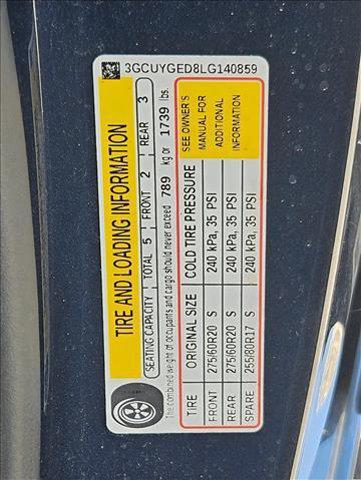 3GCUYGED8LG140859
TIRE AND LOADING INFORMATION
SEATING CAPACITY TOTAL 5 FRONT 2 REAR 3
The combined weight of occupants and cargo should never exceed 789 kg or 1739 lbs.
TIRE ORIGINAL SIZE COLD TIRE PRESSURE SEE OWNER'S
FRONT 275/60R20 S 240 kPa, 35 PSI MANUAL FOR
REAR 275/60R20 S 240 kPa, 35 PSI ADDITIONAL
SPARE 255/80R17 S 240 kPa, 35 PSI INFORMATION